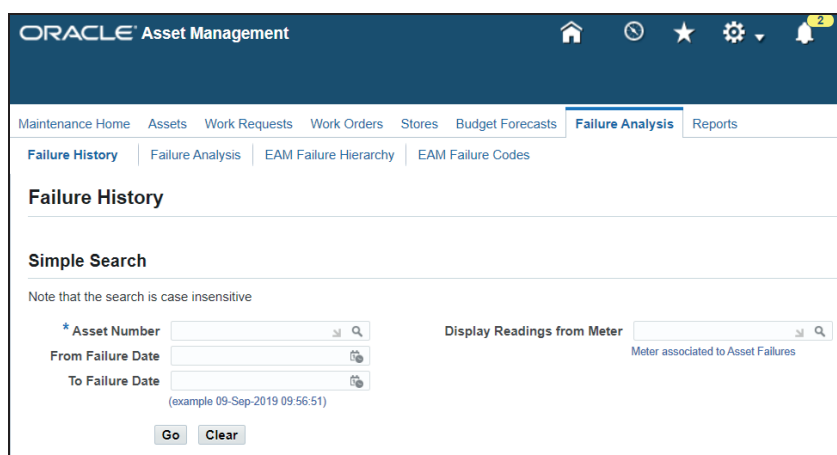 ORACLE® Asset Management
2
Maintenance Home Assets Work Requests Work Orders Stores Budget Forecasts Failure Analysis Reports
Failure History Failure Analysis EAM Failure Hierarchy EAM Failure Codes
Failure History
Simple Search
Note that the search is case insensitive
* Asset Number Display Readings from Meter
From Failure Date Meter associated to Asset Failures
To Failure Date
(example 09-Sep-2019 09:56:51)
Go Clear